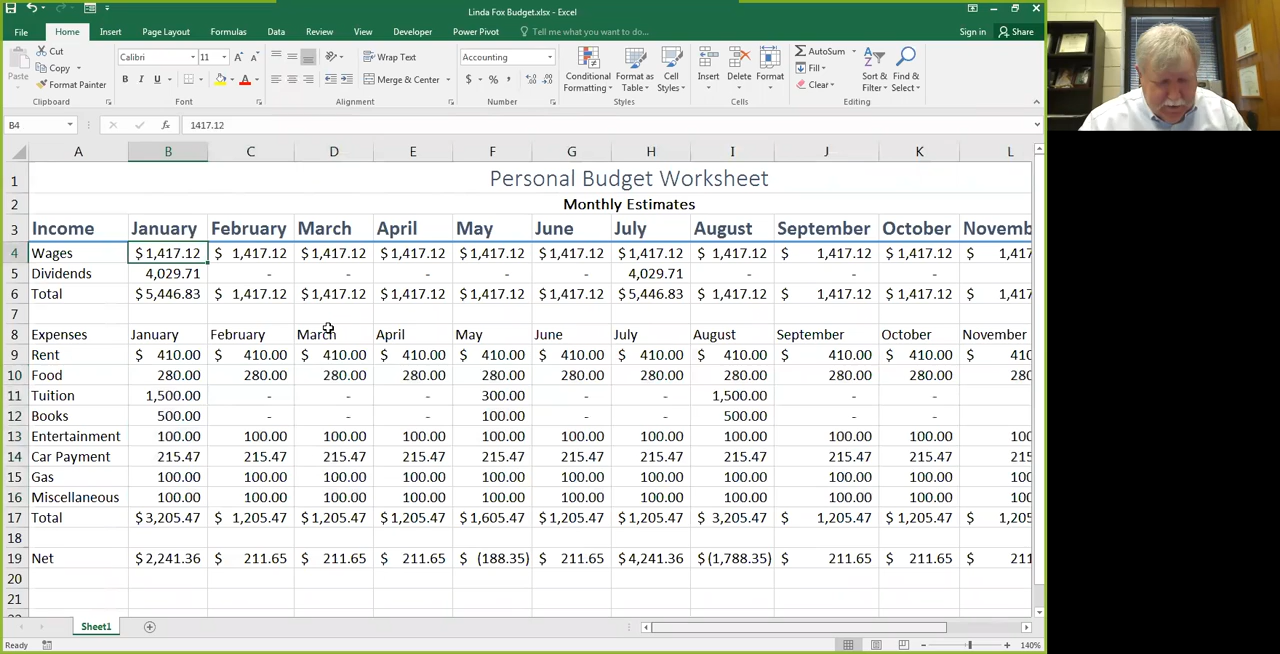 Linda Fox Budget.xlsx - Excel
File Home Insert Page Layout Formulas Data Review View Developer Power Pivot Tell me what you want to do... Sign in Share
Cut
Copy
Format Painter
Paste
Calibri 11
B I U
Wrap Text
Merge & Center
Accounting
$ % ,
Conditional Formatting
Format as Table
Cell Styles
Insert Delete Format
AutoSum
Fill
Clear
Sort & Filter
Find & Select
Clipboard Font Alignment Number Styles Cells Editing
B4 fx 1417.12
A B C D E F G H I J K L
1 Personal Budget Worksheet
2 Monthly Estimates
3 Income January February March April May June July August September October Novemb
4 Wages $ 1,417.12 $ 1,417.12 $ 1,417.12 $ 1,417.12 $ 1,417.12 $ 1,417.12 $ 1,417.12 $ 1,417.12 $ 1,417.12 $ 1,417.12 $ 1,417
5 Dividends 4,029.71 - - - - - 4,029.71 - - -
6 Total $ 5,446.83 $ 1,417.12 $ 1,417.12 $ 1,417.12 $ 1,417.12 $ 1,417.12 $ 5,446.83 $ 1,417.12 $ 1,417.12 $ 1,417.12 $ 1,417
7
8 Expenses January February March April May June July August September October November
9 Rent $ 410.00 $ 410.00 $ 410.00 $ 410.00 $ 410.00 $ 410.00 $ 410.00 $ 410.00 $ 410.00 $ 410.00 $ 410
10 Food 280.00 280.00 280.00 280.00 280.00 280.00 280.00 280.00 280.00 280.00 280
11 Tuition 1,500.00 - - - 300.00 - - 1,500.00 - -
12 Books 500.00 - - - 100.00 - - 500.00 - -
13 Entertainment 100.00 100.00 100.00 100.00 100.00 100.00 100.00 100.00 100.00 100.00 100
14 Car Payment 215.47 215.47 215.47 215.47 215.47 215.47 215.47 215.47 215.47 215.47 215
15 Gas 100.00 100.00 100.00 100.00 100.00 100.00 100.00 100.00 100.00 100.00 100
16 Miscellaneous 100.00 100.00 100.00 100.00 100.00 100.00 100.00 100.00 100.00 100.00 100
17 Total $ 3,205.47 $ 1,205.47 $ 1,205.47 $ 1,205.47 $ 1,605.47 $ 1,205.47 $ 1,205.47 $ 3,205.47 $ 1,205.47 $ 1,205.47 $ 1,205
18
19 Net $ 2,241.36 $ 211.65 $ 211.65 $ 211.65 $ (188.35) $ 211.65 $ 4,241.36 $ (1,788.35) $ 211.65 $ 211.65 $ 211
20
21
Sheet1
Ready 140%